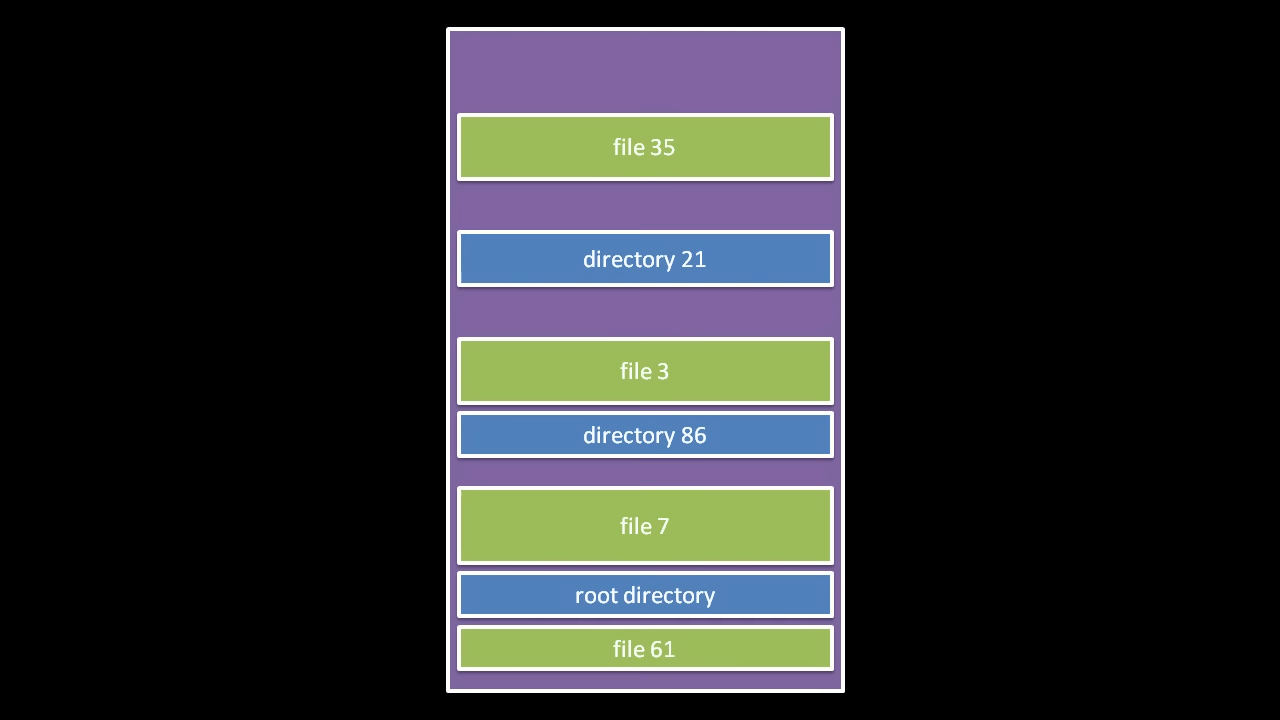 file 35
directory 21
file 3
directory 86
file 7
root directory
file 61